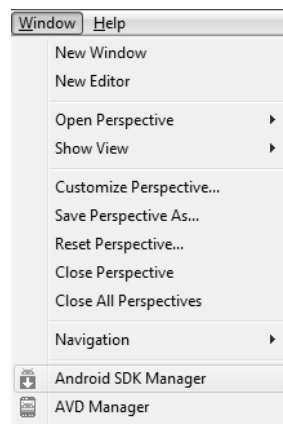 Window Help
New Window
New Editor
Open Perspective
Show View
Customize Perspective...
Save Perspective As...
Reset Perspective...
Close Perspective
Close All Perspectives
Navigation
Android SDK Manager
AVD Manager